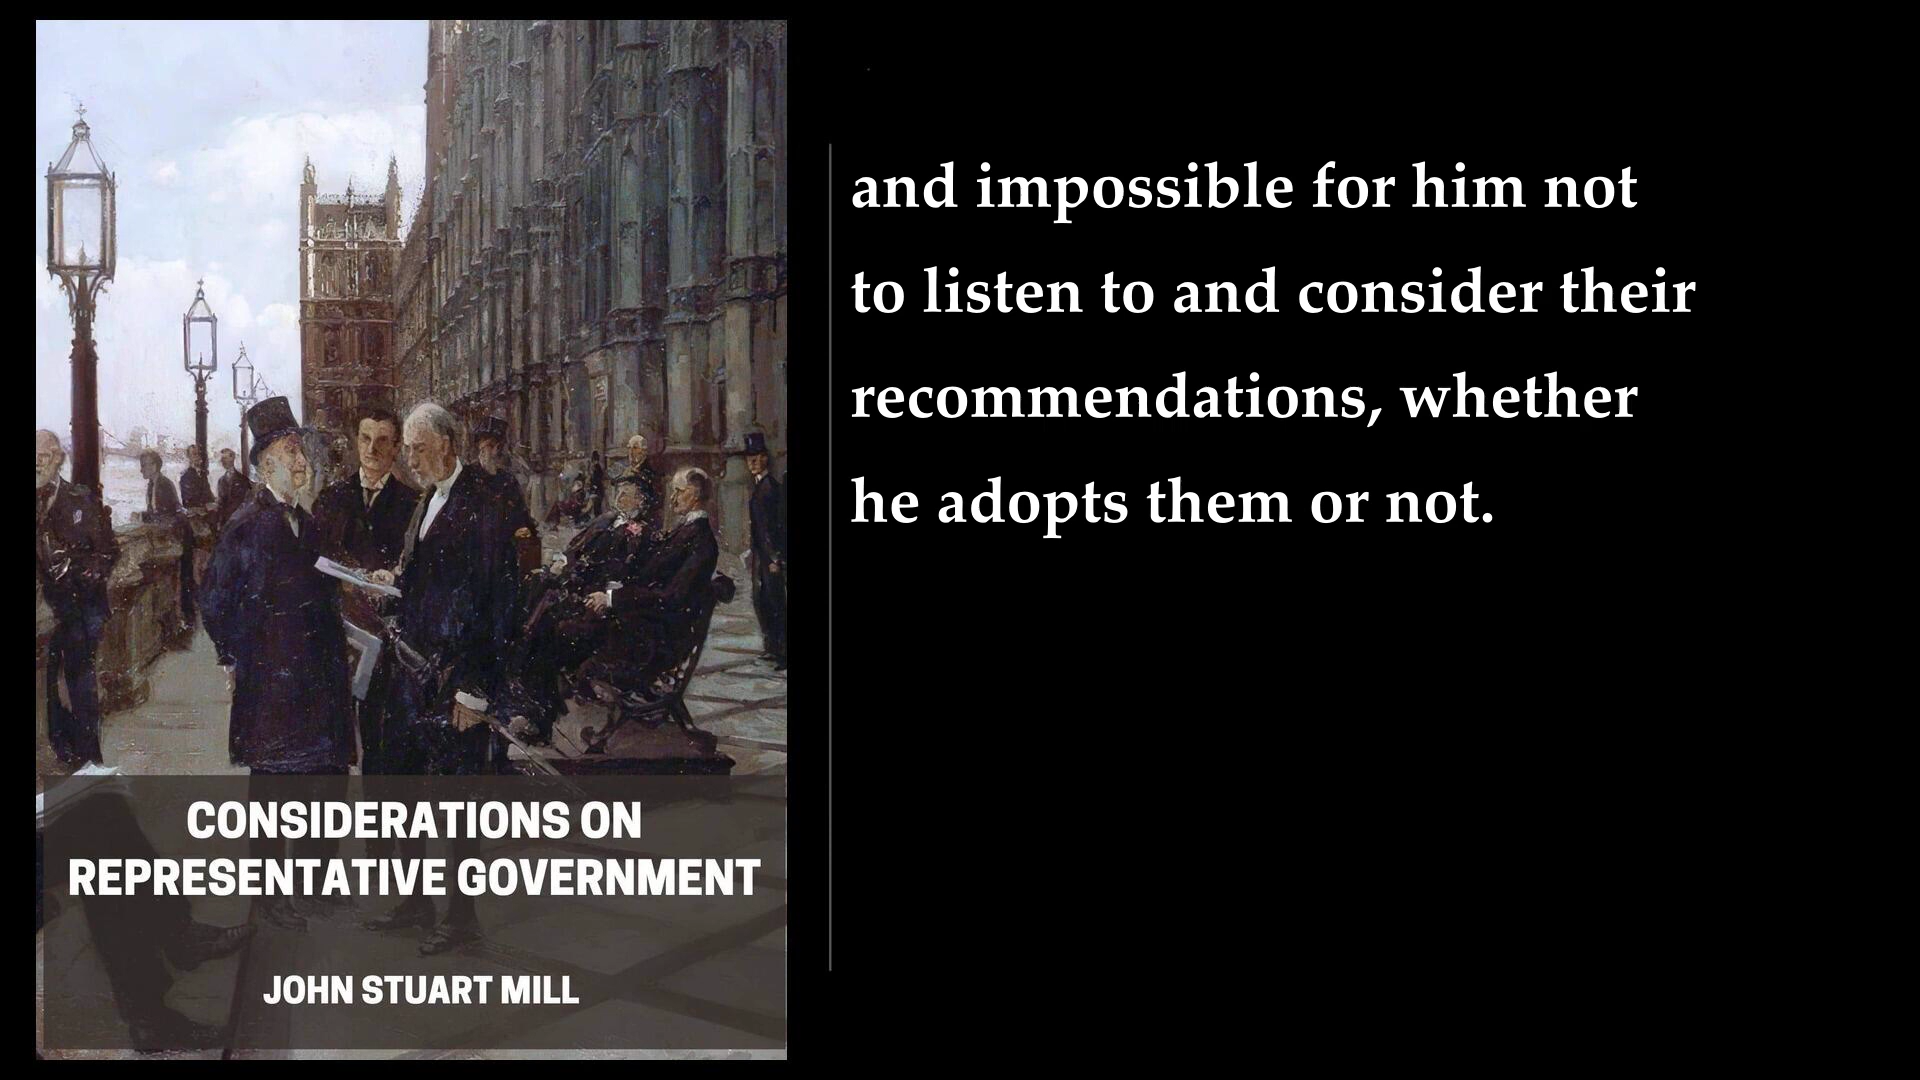 and impossible for him not
to listen to and consider their
recommendations, whether
he adopts them or not.
CONSIDERATIONS ON
REPRESENTATIVE GOVERNMENT
JOHN STUART MILL